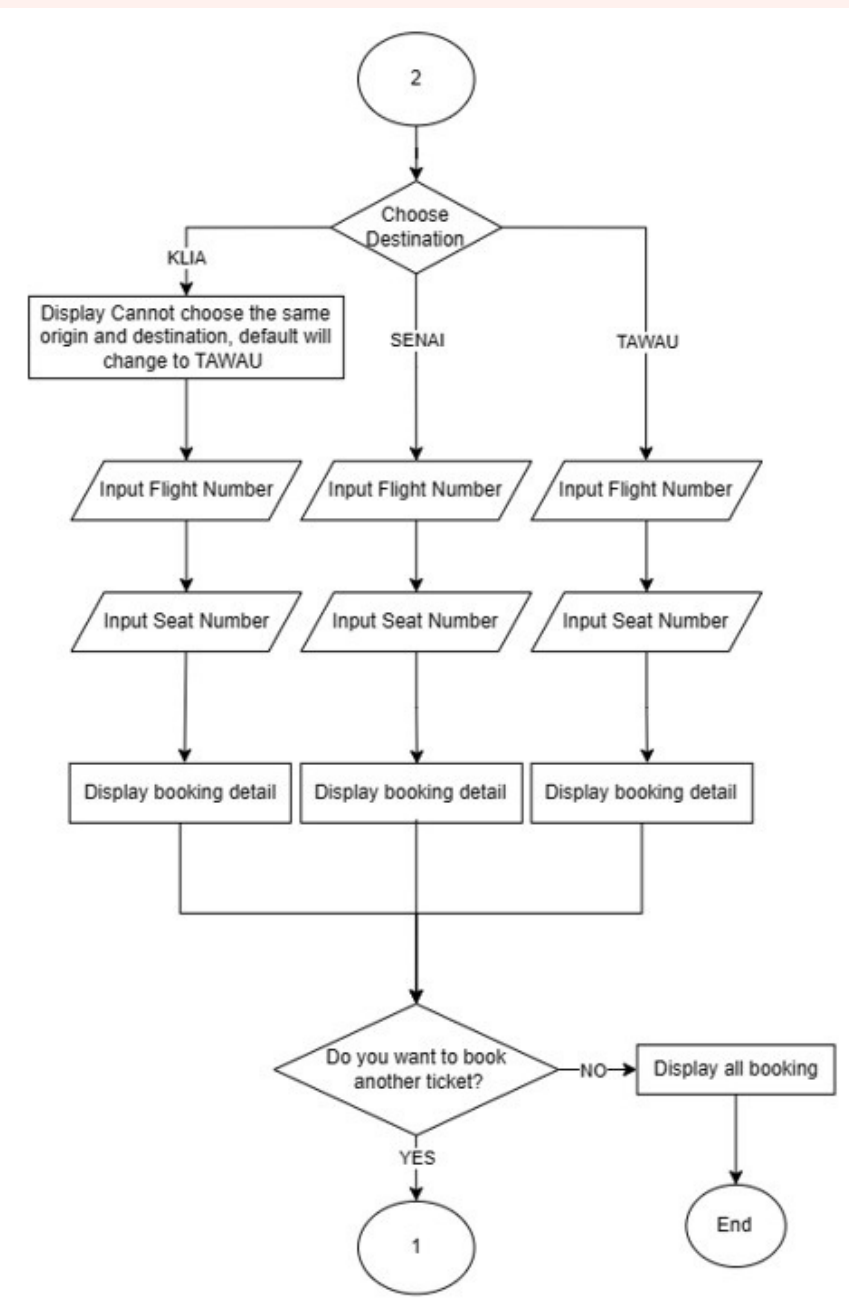 2
Choose
Destination
KLIA
SENAI
TAWAU
Display Cannot choose the same
origin and destination, default will
change to TAWAU
Input Flight Number
Input Flight Number
Input Flight Number
Input Seat Number
Input Seat Number
Input Seat Number
Display booking detail
Display booking detail
Display booking detail
Do you want to book
another ticket?
NO
Display all booking
YES
1
End